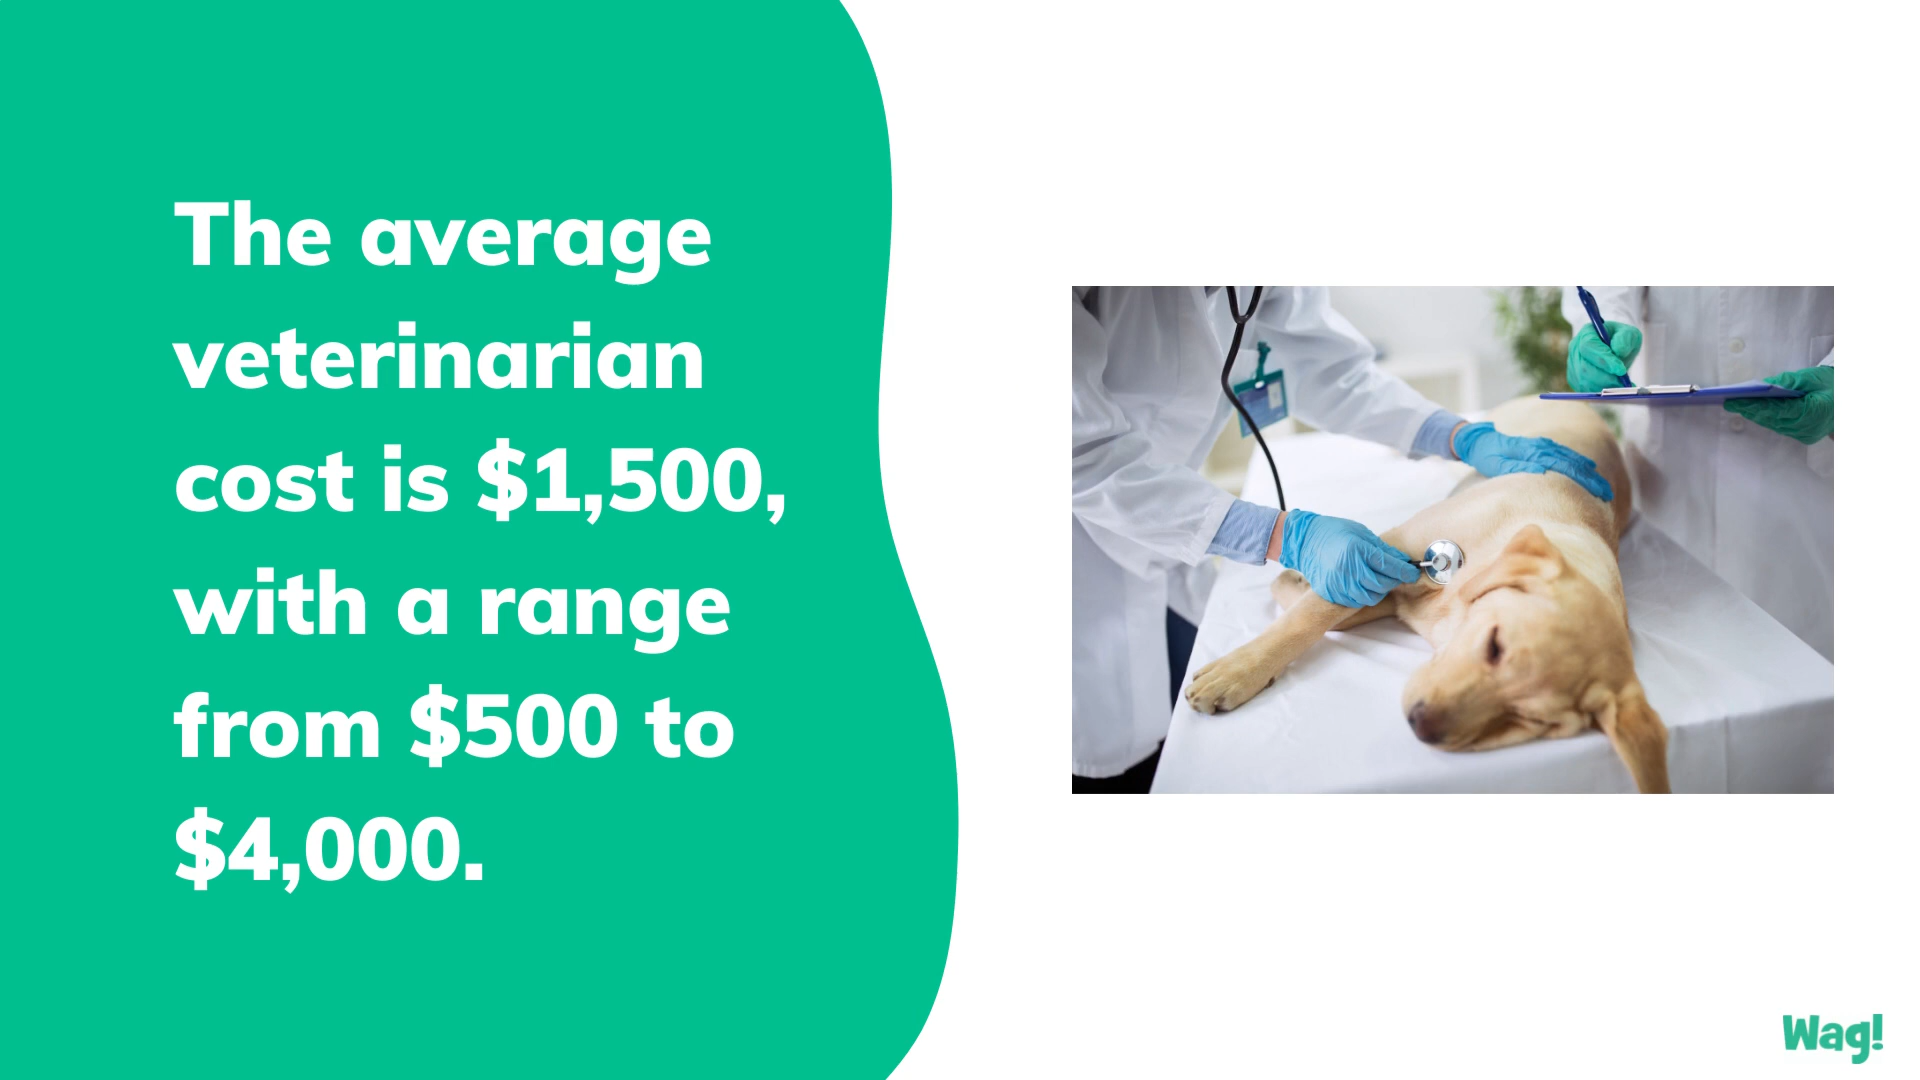 The average
veterinarian
cost is $1,500,
with a range
from $500 to
$4,000.
Wag!